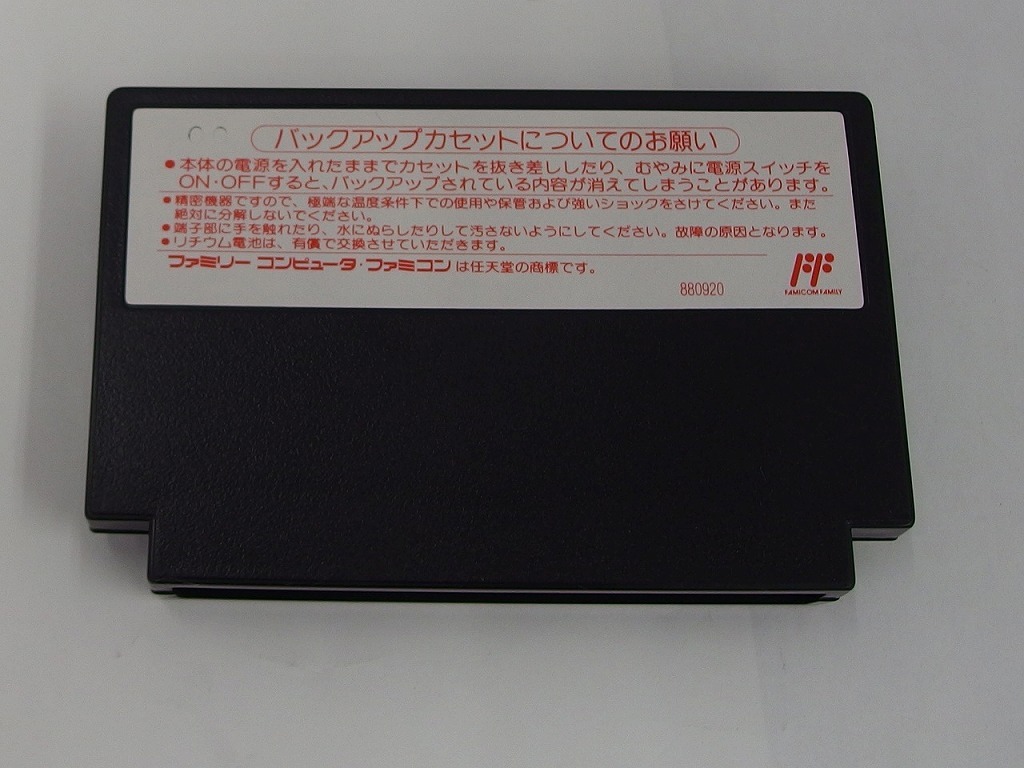 バックアップカセットについてのお願い
●本体の電源を入れたままでカセットを抜き差ししたり、むやみに電源スイッチを
ON・OFFすると、バックアップされている内容が消えてしまうことがあります。
●精密機器ですので、極端な温度条件下での使用や保管および強いショックをさけてください。また
絶対に分解しないでください。
●端子部に手を触れたり、水にぬらしたりして汚さないようにしてください。故障の原因となります。
●リチウム電池は、有償で交換させていただきます。
ファミリー コンピュータ・ファミコンは任天堂の商標です。
880920
FF
FAMICOM FAMILY